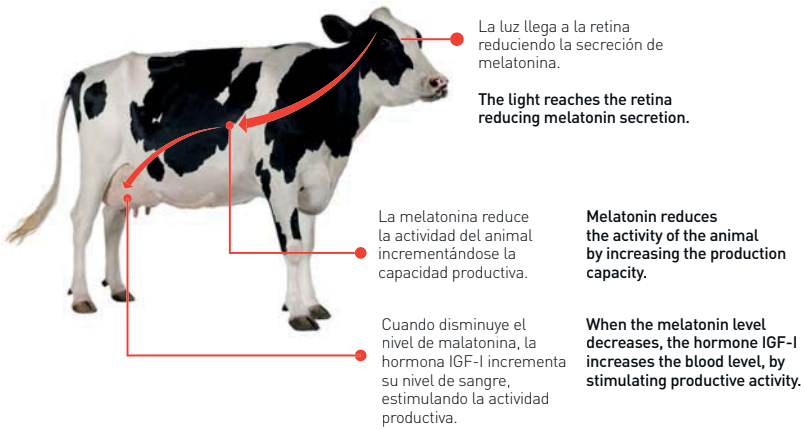 La luz llega a la retina
reduciendo la secreción de
melatonina.
The light reaches the retina
reducing melatonin secretion.
La melatonina reduce
la actividad del animal
incrementándose la
capacidad productiva.
Melatonin reduces
the activity of the animal
by increasing the production
capacity.
Cuando disminuye el
nivel de malatonina, la
hormona IGF-I incrementa
su nivel de sangre,
estimulando la actividad
productiva.
When the melatonin level
decreases, the hormone IGF-I
increases the blood level, by
stimulating productive activity.